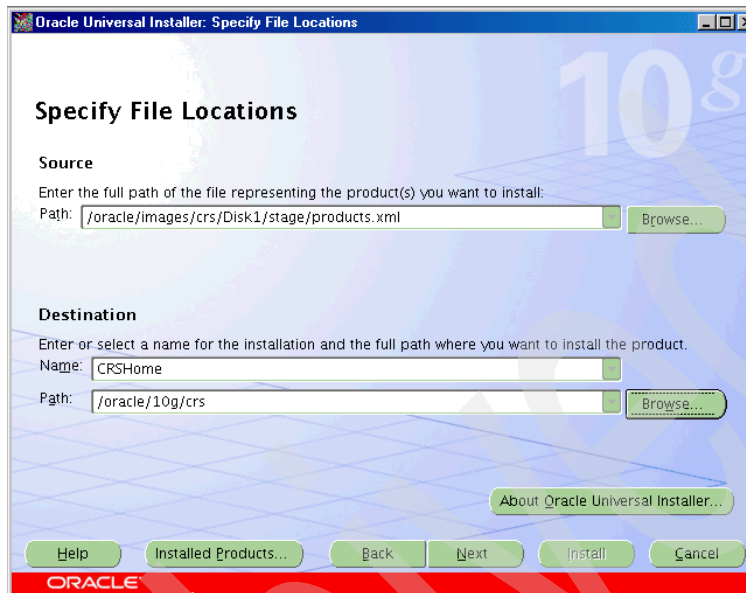 Oracle Universal Installer: Specify File Locations
10g
Specify File Locations
Source
Enter the full path of the file representing the product(s) you want to install:
Path: /oracle/images/crs/Disk1/stage/products.xml Browse...
Destination
Enter or select a name for the installation and the full path where you want to install the product.
Name: CRSHome
Path: /oracle/10g/crs Browse...
About Oracle Universal Installer...
Help Installed Products... Back Next Install Cancel
ORACLE